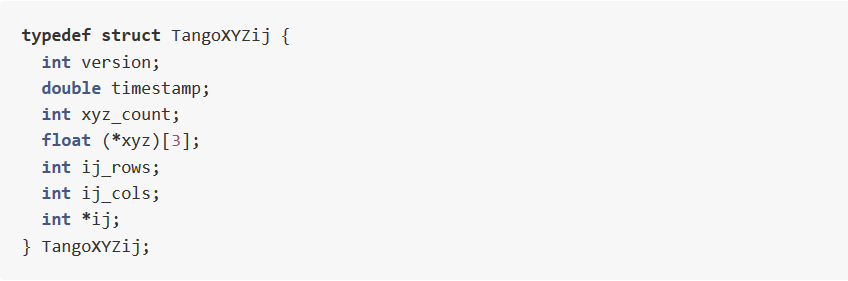 typedef struct TangoXYZij {
  int version;
  double timestamp;
  int xyz_count;
  float (*xyz)[3];
  int ij_rows;
  int ij_cols;
  int *ij;
} TangoXYZij;